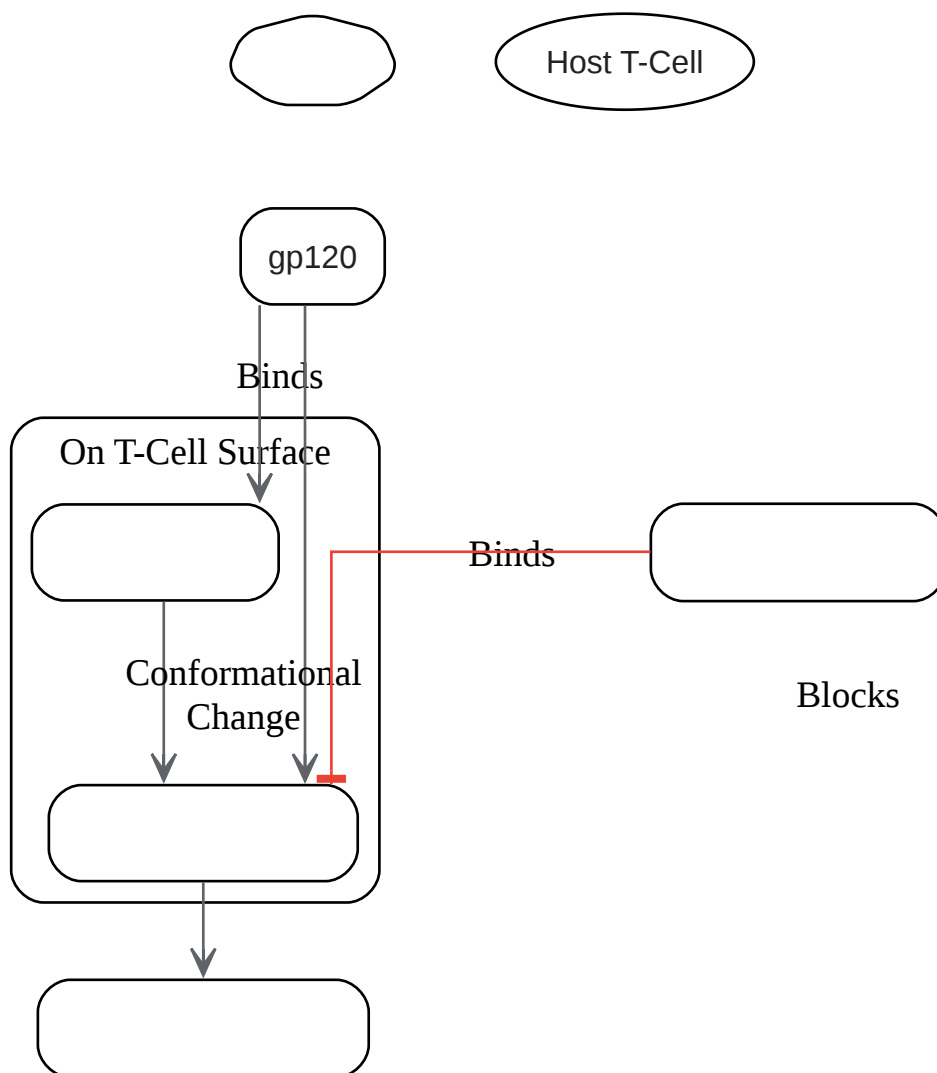 Host T-Cell
gp120
Binds
On T-Cell Surface
Binds
Conformational
Change
Blocks